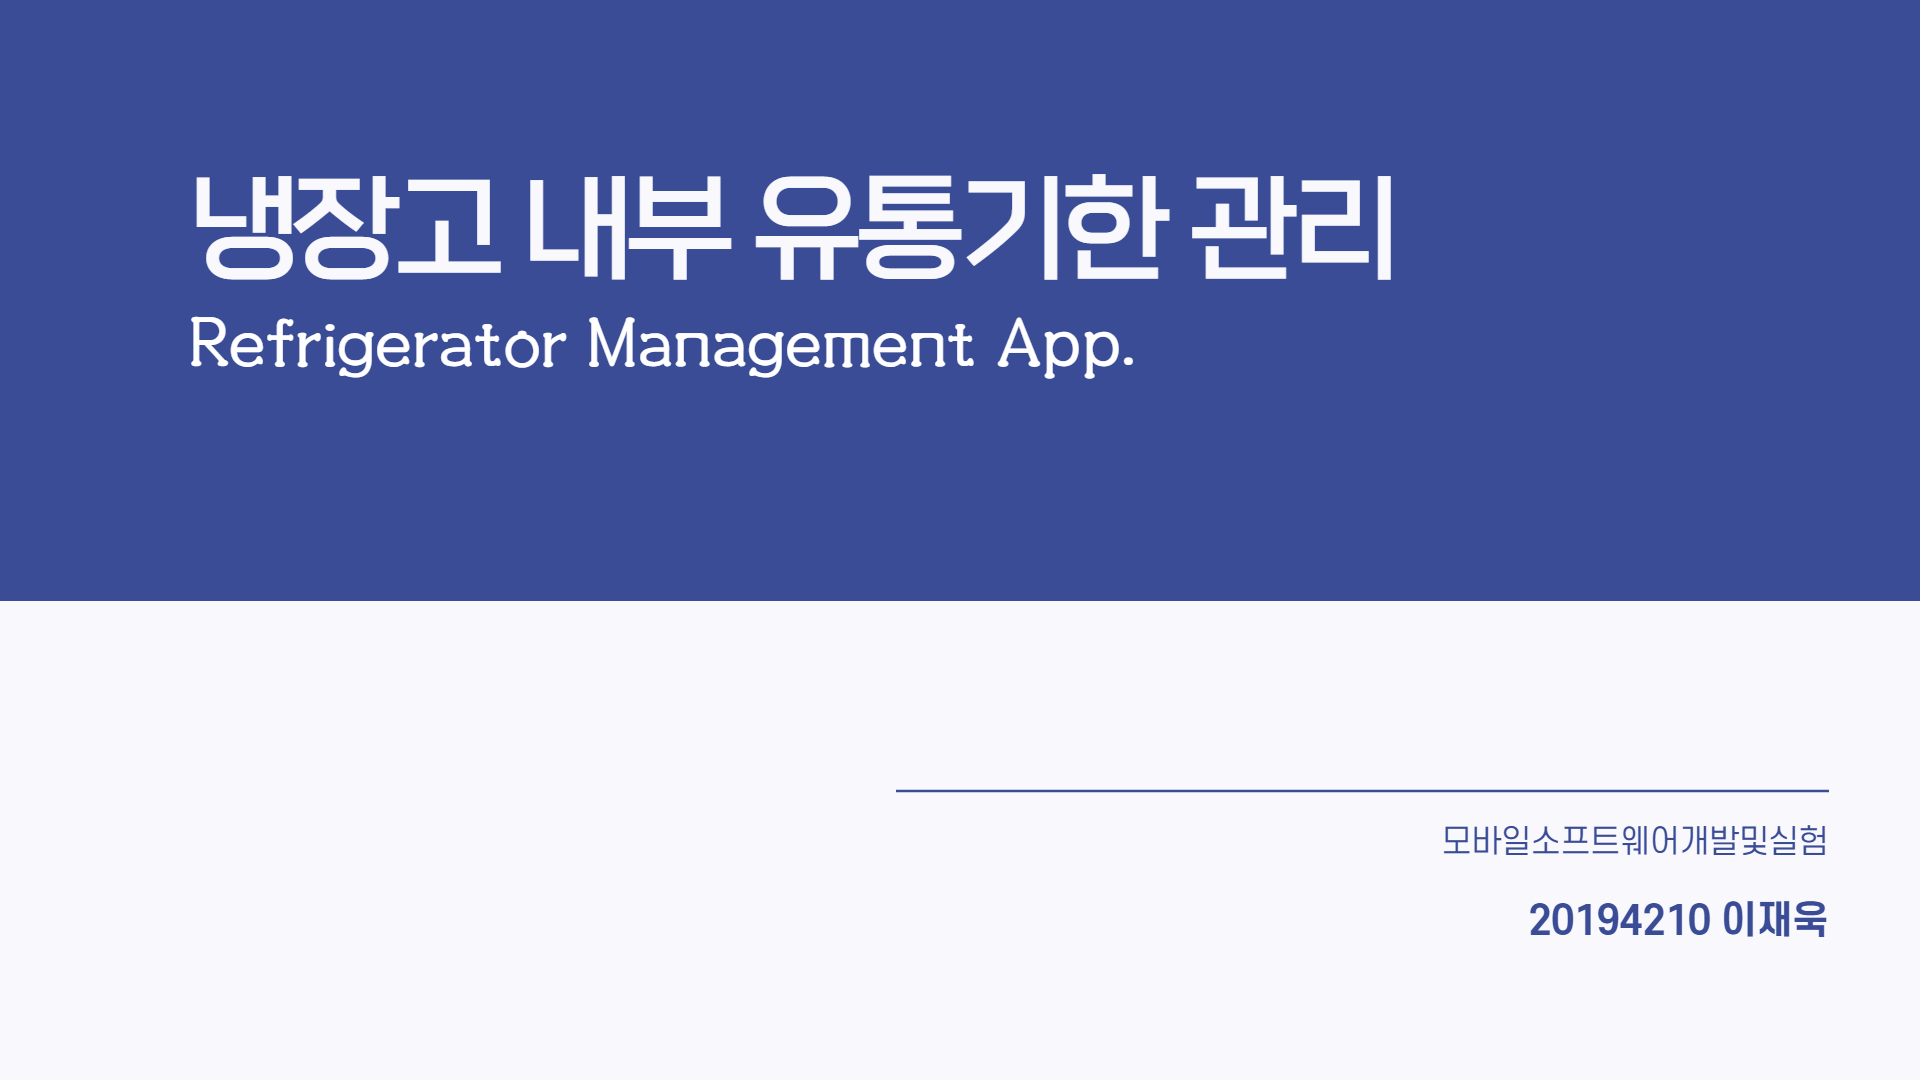 냉장고 내부 유통기한 관리
Refrigerator Management App.
모바일소프트웨어개발및실험
20194210 이재욱